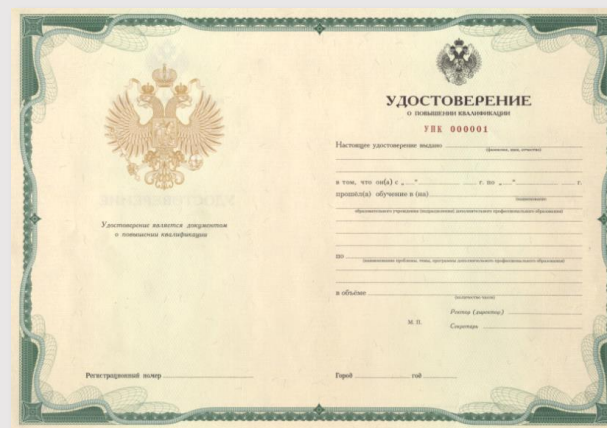 Удостоверение является документом
о повышении квалификации
Регистрационный номер
УДОСТОВЕРЕНИЕ
О ПОВЫШЕНИИ КВАЛИФИКАЦИИ
УПК 000001
Настоящее удостоверение выдано
(фамилия, имя, отчество)
в том, что он(а) с „ “ г. по „ “ г.
прошёл(а) обучение в (на)
(наименование
образовательного учреждения (подразделения) дополнительного профессионального образования)
по
(наименование проблемы, темы, программы дополнительного профессионального образования)
в объёме
(количество часов)
Ректор (директор)
М. П.
Секретарь
Город год